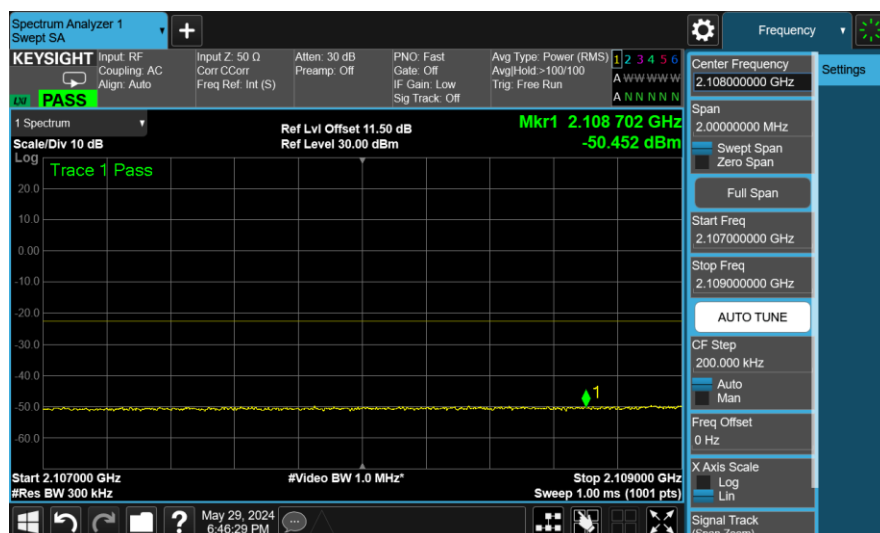 Spectrum Analyzer 1
Swept SA
+
Frequency
KEYSIGHT
Input: RF
Coupling: AC
Align: Auto
Input Z: 50 Ω
Corr CCorr
Freq Ref: Int (S)
Atten: 30 dB
Preamp: Off
PNO: Fast
Gate: Off
IF Gain: Low
Sig Track: Off
Avg Type: Power (RMS)
Avg|Hold:>100/100
Trig: Free Run
1 2 3 4 5 6
A W W W W W
A N N N N N
LXI PASS
1 Spectrum
Scale/Div 10 dB
Ref Lvl Offset 11.50 dB
Ref Level 30.00 dBm
Mkr1 2.108 702 GHz
-50.452 dBm
Log
Trace 1 Pass
20.0
10.0
0.00
-10.0
-20.0
-30.0
-40.0
-50.0
-60.0
1
Start 2.107000 GHz
#Res BW 300 kHz
#Video BW 1.0 MHz*
Stop 2.109000 GHz
Sweep 1.00 ms (1001 pts)
?
May 29, 2024
6:46:29 PM
Center Frequency
2.108000000 GHz
Settings
Span
2.00000000 MHz
Swept Span
Zero Span
Full Span
Start Freq
2.107000000 GHz
Stop Freq
2.109000000 GHz
AUTO TUNE
CF Step
200.000 kHz
Auto
Man
Freq Offset
0 Hz
X Axis Scale
Log
Lin
Signal Track
(Span Zoom)